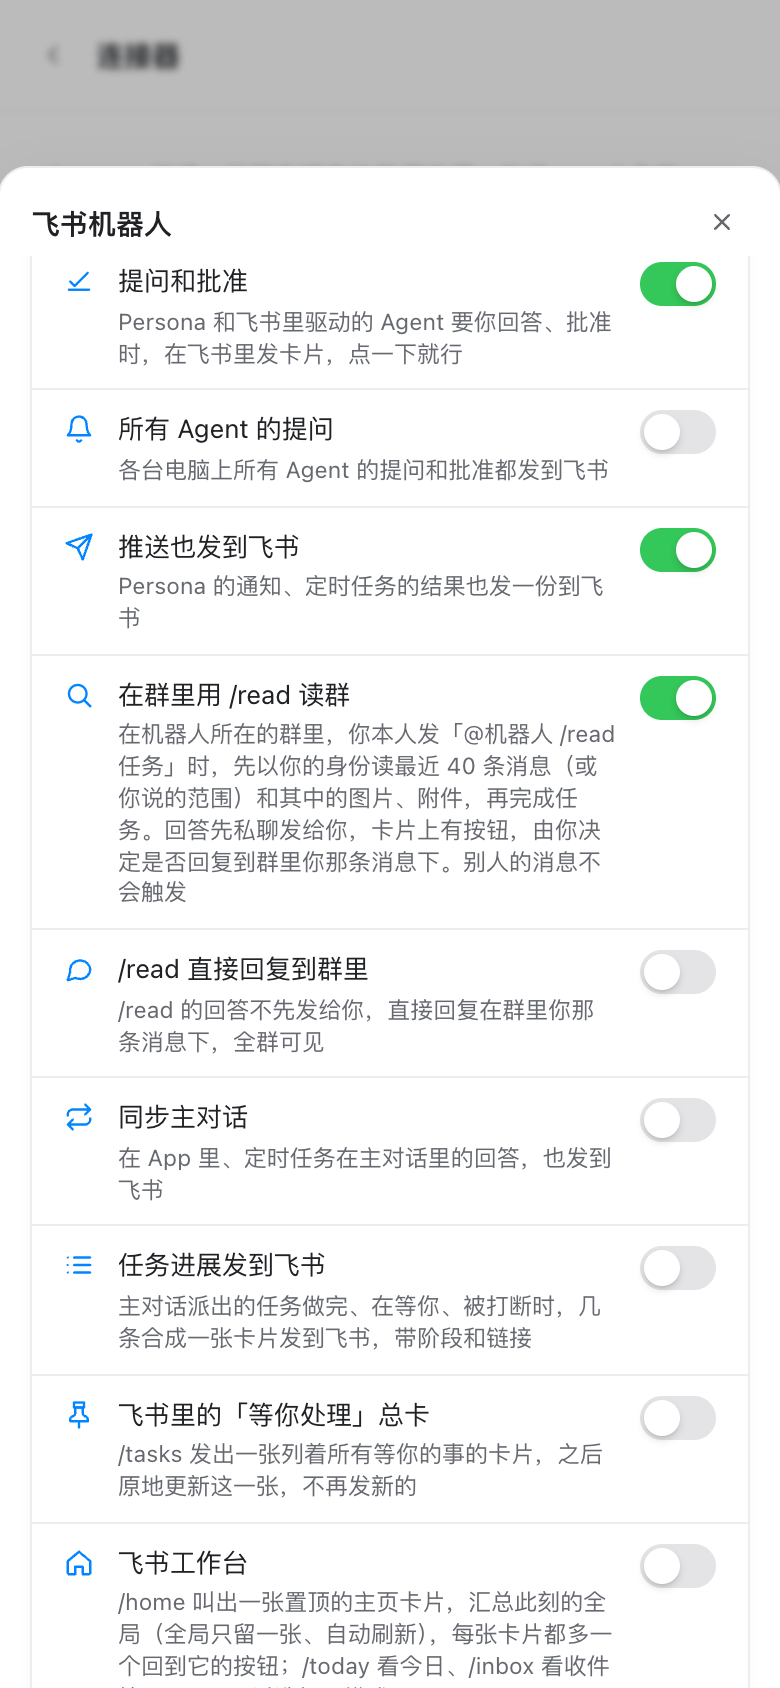 连接器
飞书机器人
提问和批准
Persona 和飞书里驱动的 Agent 要你回答、批准
时，在飞书里发卡片，点一下就行
所有 Agent 的提问
各台电脑上所有 Agent 的提问和批准都发到飞书
推送也发到飞书
Persona 的通知、定时任务的结果也发一份到飞
书
在群里用 /read 读群
在机器人所在的群里，你本人发「@机器人 /read
任务」时，先以你的身份读最近 40 条消息（或
你说的范围）和其中的图片、附件，再完成任
务。回答先私聊发给你，卡片上有按钮，由你决
定是否回复到群里你那条消息下。别人的消息不
会触发
/read 直接回复到群里
/read 的回答不先发给你，直接回复在群里你那
条消息下，全群可见
同步主对话
在 App 里、定时任务在主对话里的回答，也发到
飞书
任务进展发到飞书
主对话派出的任务做完、在等你、被打断时，几
条合成一张卡片发到飞书，带阶段和链接
飞书里的「等你处理」总卡
/tasks 发出一张列着所有等你的事的卡片，之后
原地更新这一张，不再发新的
飞书工作台
/home 叫出一张置顶的主页卡片，汇总此刻的全
局（全局只留一张、自动刷新），每张卡片都多一
个回到它的按钮；/today 看今日、/inbox 看收件